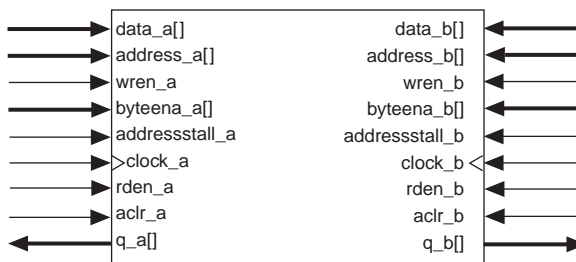 data_a[] data_b[]
address_a[] address_b[]
wren_a wren_b
byteena_a[] byteena_b[]
addressstall_a addressstall_b
clock_a clock_b
rden_a rden_b
aclr_a aclr_b
q_a[] q_b[]